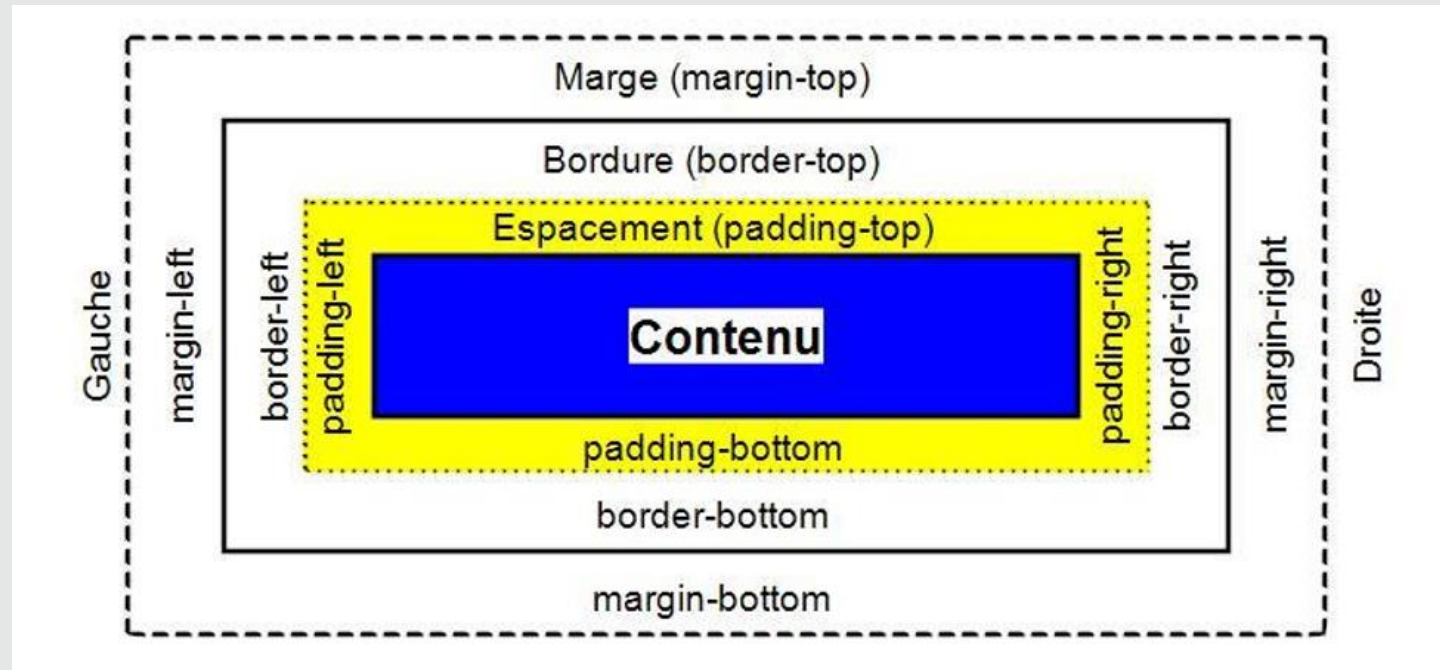 Marge (margin-top)
Bordure (border-top)
Espacement (padding-top)
Gauche
margin-left
border-left
padding-left
Contenu
padding-right
border-right
margin-right
Droite
padding-bottom
border-bottom
margin-bottom